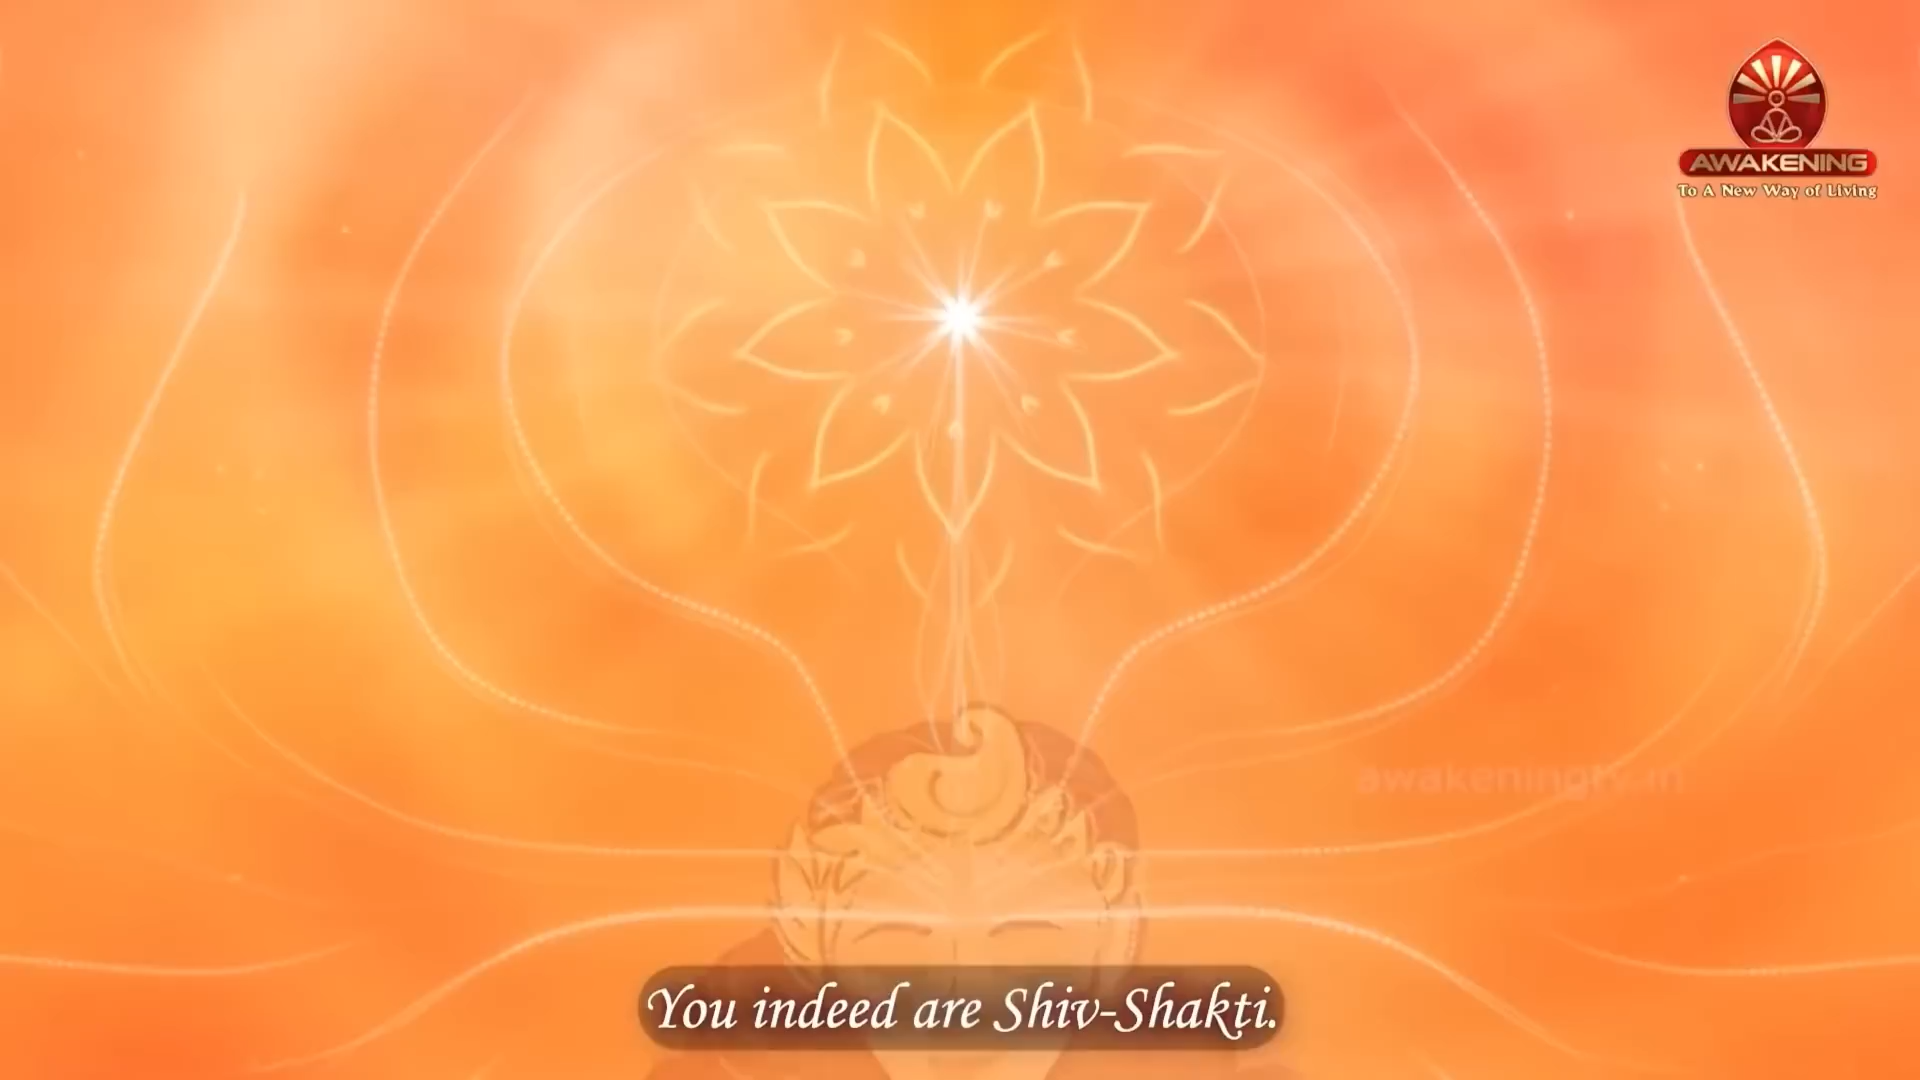 AWAKENING
To A New Way of Living
awakeningtv.in
You indeed are Shiv-Shakti.